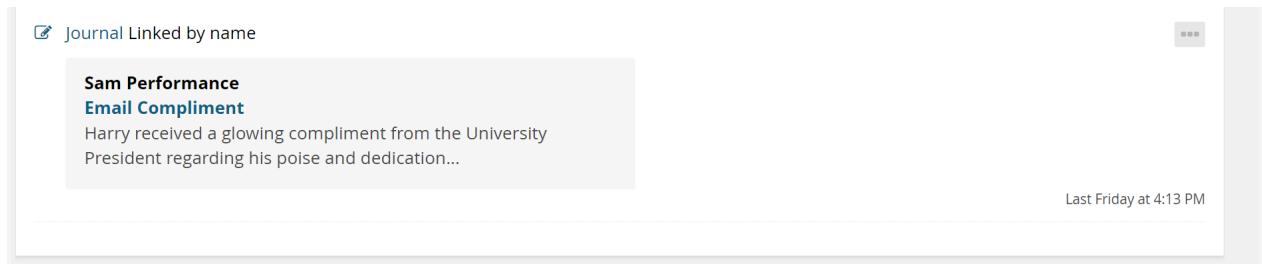 Journal Linked by name
Sam Performance
Email Compliment
Harry received a glowing compliment from the University
President regarding his poise and dedication...
Last Friday at 4:13 PM